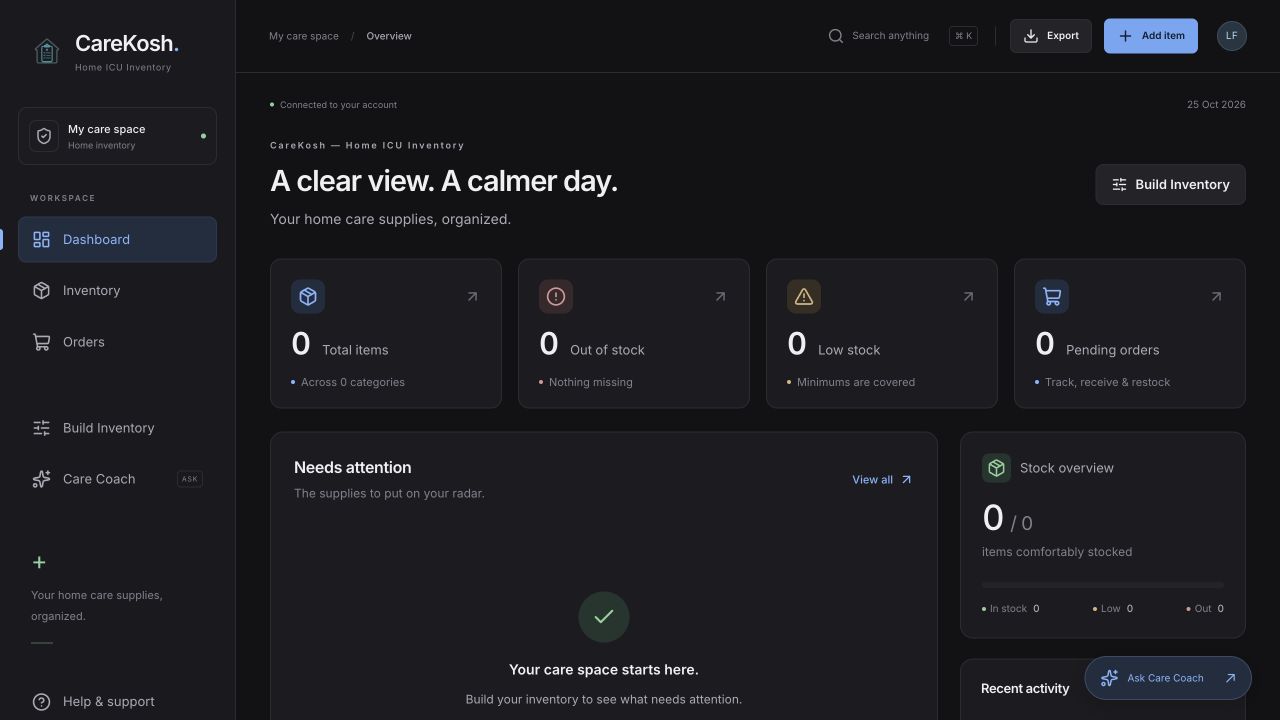 CareKosh.
Home ICU Inventory
My care space
Home inventory
WORKSPACE
Dashboard
Inventory
Orders
Build Inventory
Care Coach
ASK
Your home care supplies,
organized.
Help & support
My care space / Overview
Search anything
⌘ K
Export
Add item
LF
Connected to your account
25 Oct 2026
CareKosh — Home ICU Inventory
A clear view. A calmer day.
Your home care supplies, organized.
Build Inventory
0 Total items
Across 0 categories
0 Out of stock
Nothing missing
0 Low stock
Minimums are covered
0 Pending orders
Track, receive & restock
Needs attention
The supplies to put on your radar.
View all
Your care space starts here.
Build your inventory to see what needs attention.
Stock overview
0 / 0
items comfortably stocked
In stock 0 Low 0 Out 0
Recent activity
Ask Care Coach